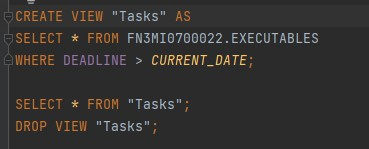 CREATE VIEW "Tasks" AS
SELECT * FROM FN3MI0700022.EXECUTABLES
WHERE DEADLINE > CURRENT_DATE;
SELECT * FROM "Tasks";
DROP VIEW "Tasks";